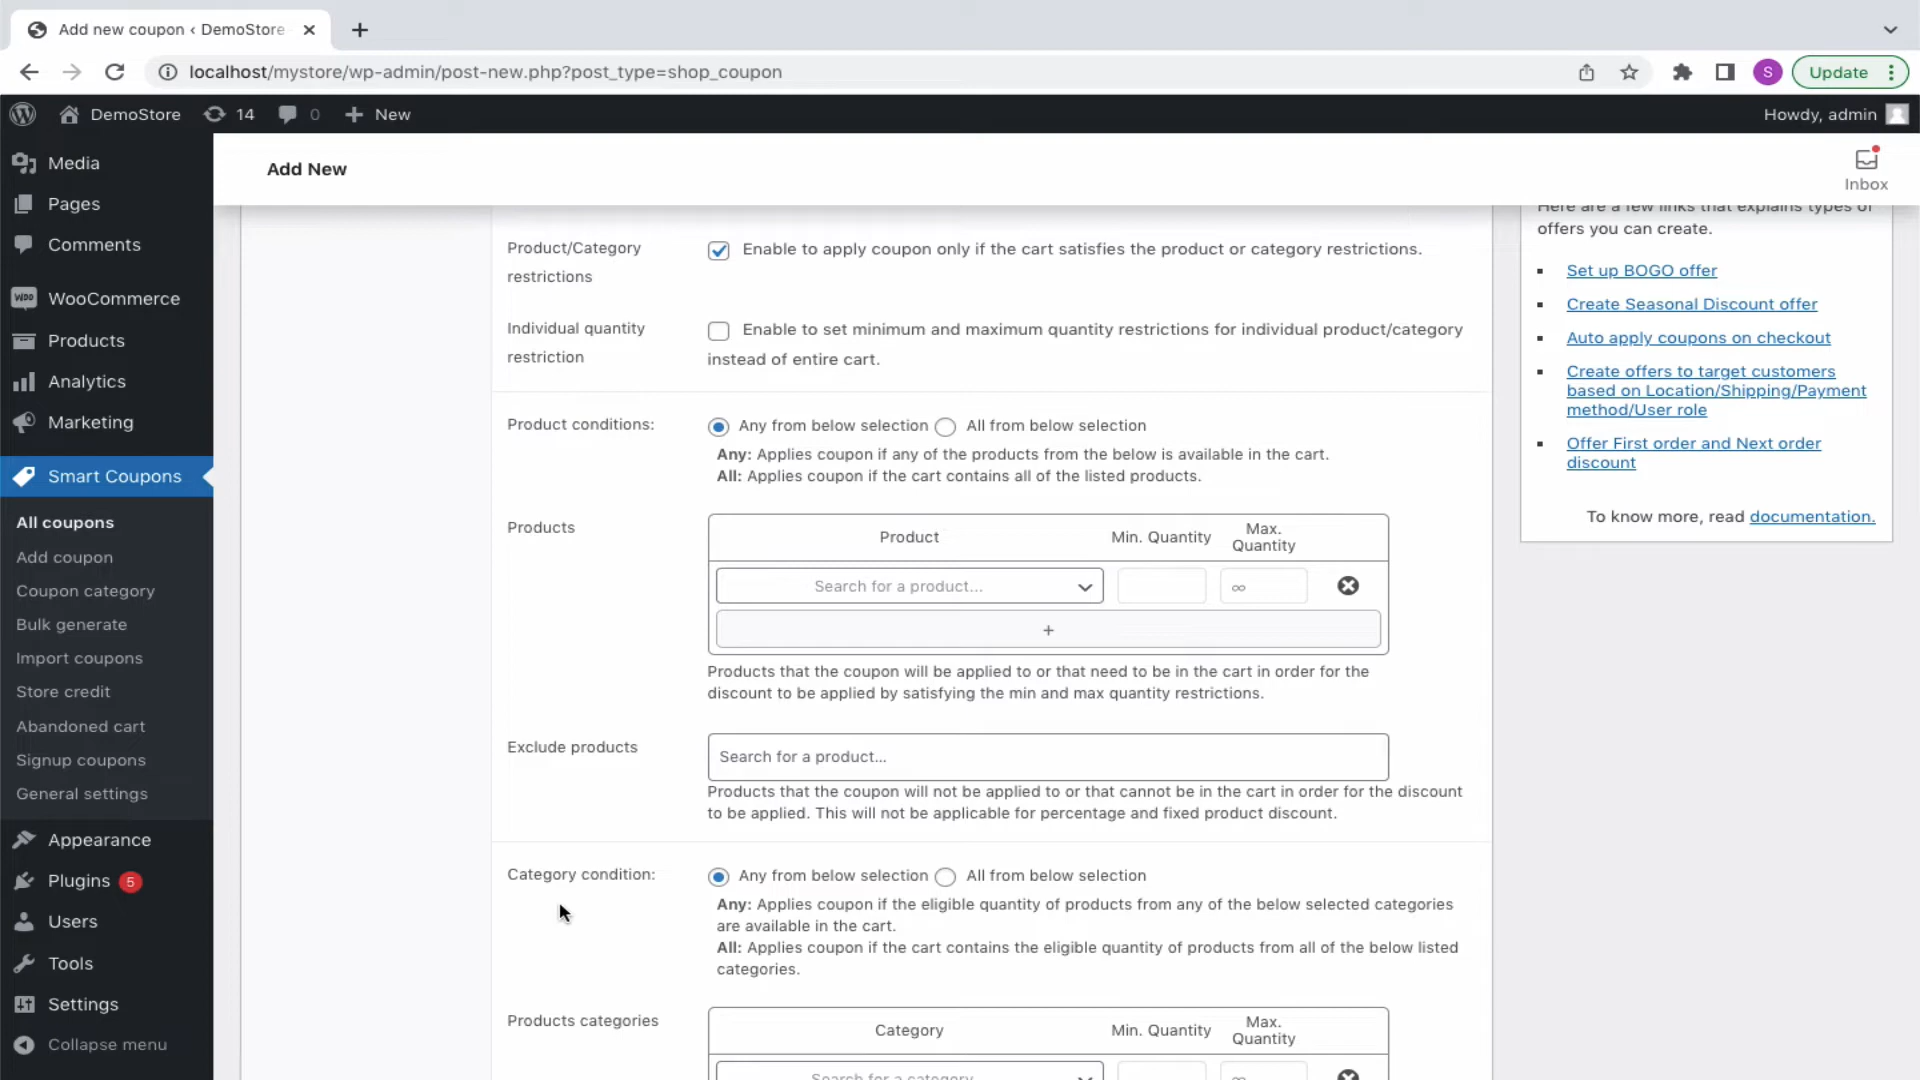 Add new coupon ‹ DemoStore
localhost/mystore/wp-admin/post-new.php?post_type=shop_coupon
S
Update
DemoStore
14
0
New
Howdy, admin
Media
Pages
Comments
WooCommerce
Products
Analytics
Marketing
Smart Coupons
All coupons
Add coupon
Coupon category
Bulk generate
Import coupons
Store credit
Abandoned cart
Signup coupons
General settings
Appearance
Plugins 5
Users
Tools
Settings
Collapse menu
Add New
Inbox
Product/Category
restrictions
Enable to apply coupon only if the cart satisfies the product or category restrictions.
Individual quantity
restriction
Enable to set minimum and maximum quantity restrictions for individual product/category
instead of entire cart.
Product conditions:
Any from below selection
All from below selection
Any: Applies coupon if any of the products from the below is available in the cart.
All: Applies coupon if the cart contains all of the listed products.
Products
Product
Min. Quantity
Max.
Quantity
Search for a product...
∞
+
Products that the coupon will be applied to or that need to be in the cart in order for the
discount to be applied by satisfying the min and max quantity restrictions.
Exclude products
Search for a product...
Products that the coupon will not be applied to or that cannot be in the cart in order for the discount
to be applied. This will not be applicable for percentage and fixed product discount.
Category condition:
Any from below selection
All from below selection
Any: Applies coupon if the eligible quantity of products from any of the below selected categories
are available in the cart.
All: Applies coupon if the cart contains the eligible quantity of products from all of the below listed
categories.
Products categories
Category
Min. Quantity
Max.
Quantity
Search for a category
∞
Here are a few links that explains types of
offers you can create.
Set up BOGO offer
Create Seasonal Discount offer
Auto apply coupons on checkout
Create offers to target customers
based on Location/Shipping/Payment
method/User role
Offer First order and Next order
discount
To know more, read documentation.